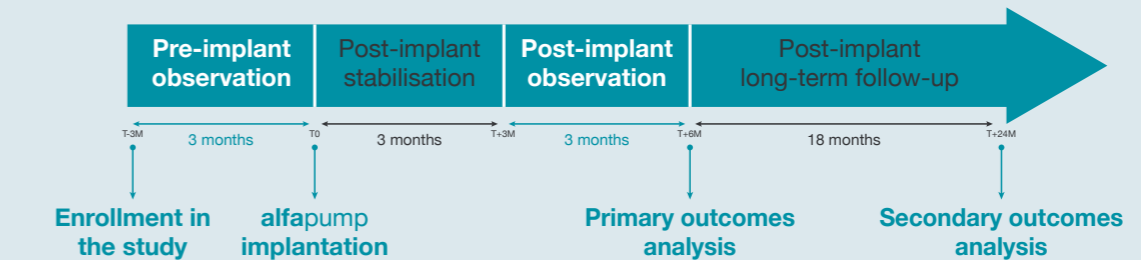 Pre-implant
observation
Post-implant
stabilisation
Post-implant
observation
Post-implant
long-term follow-up
T-3M
3 months
T0
3 months
T+3M
3 months
T+6M
18 months
T+24M
Enrollment in
the study
alfapump
implantation
Primary outcomes
analysis
Secondary outcomes
analysis